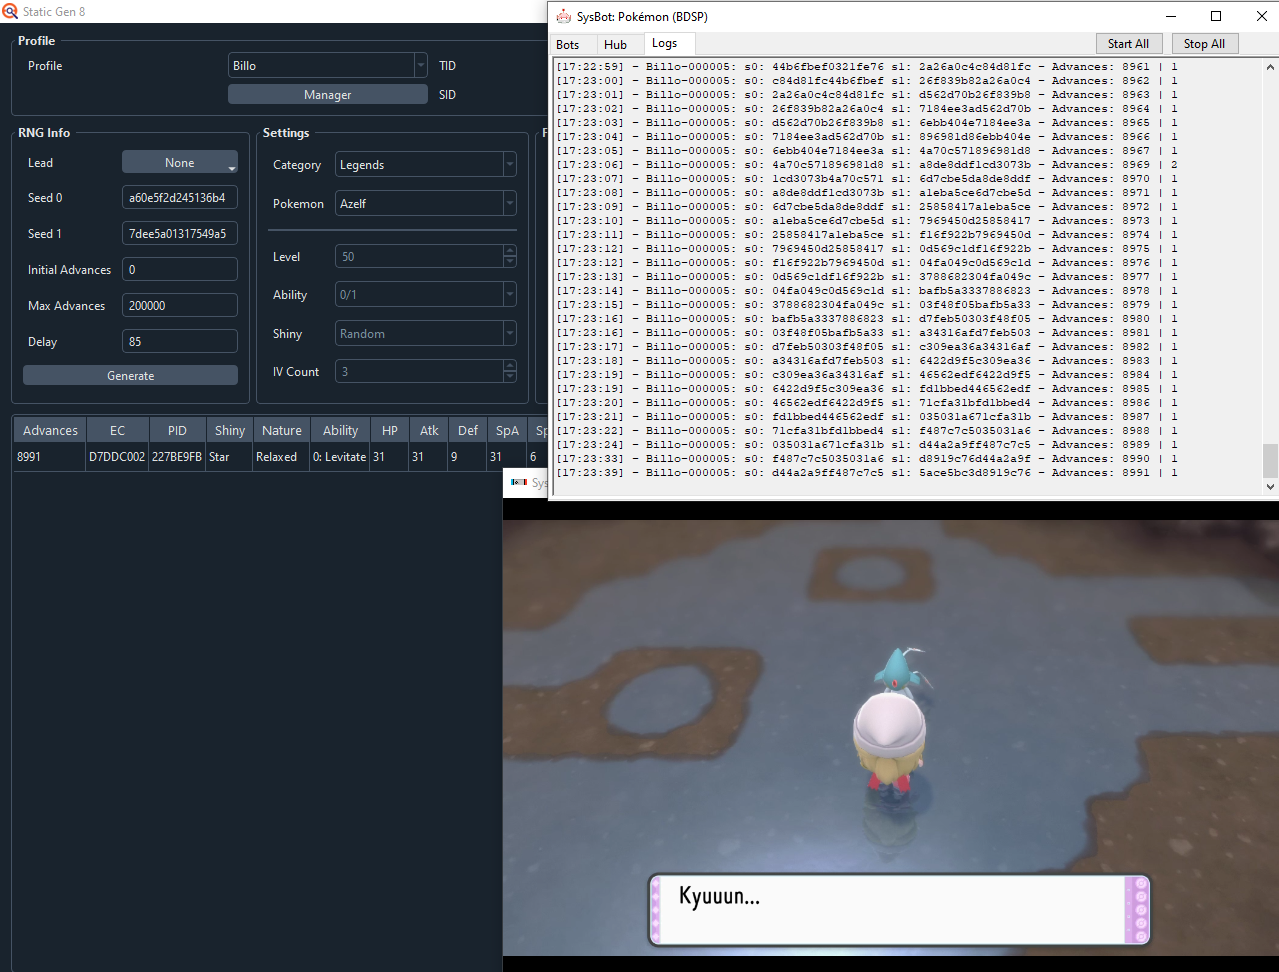 Static Gen 8
Profile
Profile
Billo
TID
Manager
SID
RNG Info
Lead
None
Seed 0
a60e5f2d245136b4
Seed 1
7dee5a01317549a5
Initial Advances
0
Max Advances
200000
Delay
85
Generate
Settings
Category
Legends
Pokemon
Azelf
Level
50
Ability
0/1
Shiny
Random
IV Count
3
F
Advances EC PID Shiny Nature Ability HP Atk Def SpA Sp
8991 D7DDC002 227BE9FB Star Relaxed 0: Levitate 31 31 9 31 6
SysBot: Pokémon (BDSP)
Bots Hub Logs
Start All Stop All
[17:22:59] - Billo-000005: s0: 44b6fbef0321fe76 s1: 2a26a0c4c84d81fc - Advances: 8961 | 1
[17:23:00] - Billo-000005: s0: c84d81fc44b6fbef s1: 26f839b82a26a0c4 - Advances: 8962 | 1
[17:23:01] - Billo-000005: s0: 2a26a0c4c84d81fc s1: d562d70b26f839b8 - Advances: 8963 | 1
[17:23:02] - Billo-000005: s0: 26f839b82a26a0c4 s1: 7184ee3ad562d70b - Advances: 8964 | 1
[17:23:03] - Billo-000005: s0: d562d70b26f839b8 s1: 6ebb404e7184ee3a - Advances: 8965 | 1
[17:23:04] - Billo-000005: s0: 7184ee3ad562d70b s1: 896981d86ebb404e - Advances: 8966 | 1
[17:23:05] - Billo-000005: s0: 6ebb404e7184ee3a s1: 4a70c571896981d8 - Advances: 8967 | 1
[17:23:06] - Billo-000005: s0: 4a70c571896981d8 s1: a8de8ddf1cd3073b - Advances: 8969 | 2
[17:23:07] - Billo-000005: s0: 1cd3073b4a70c571 s1: 6d7cbe5da8de8ddf - Advances: 8970 | 1
[17:23:08] - Billo-000005: s0: a8de8ddf1cd3073b s1: a1eba5ce6d7cbe5d - Advances: 8971 | 1
[17:23:09] - Billo-000005: s0: 6d7cbe5da8de8ddf s1: 25858417a1eba5ce - Advances: 8972 | 1
[17:23:10] - Billo-000005: s0: a1eba5ce6d7cbe5d s1: 7969450d25858417 - Advances: 8973 | 1
[17:23:11] - Billo-000005: s0: 25858417a1eba5ce s1: f16f922b7969450d - Advances: 8974 | 1
[17:23:12] - Billo-000005: s0: 7969450d25858417 s1: 0d569c1df16f922b - Advances: 8975 | 1
[17:23:12] - Billo-000005: s0: f16f922b7969450d s1: 04fa049c0d569c1d - Advances: 8976 | 1
[17:23:13] - Billo-000005: s0: 0d569c1df16f922b s1: 3788682304fa049c - Advances: 8977 | 1
[17:23:14] - Billo-000005: s0: 04fa049c0d569c1d s1: bafb5a3337886823 - Advances: 8978 | 1
[17:23:15] - Billo-000005: s0: 3788682304fa049c s1: 03f48f05bafb5a33 - Advances: 8979 | 1
[17:23:16] - Billo-000005: s0: bafb5a3337886823 s1: d7feb50303f48f05 - Advances: 8980 | 1
[17:23:16] - Billo-000005: s0: 03f48f05bafb5a33 s1: a34316afd7feb503 - Advances: 8981 | 1
[17:23:17] - Billo-000005: s0: d7feb50303f48f05 s1: c309ea36a34316af - Advances: 8982 | 1
[17:23:18] - Billo-000005: s0: a34316afd7feb503 s1: 6422d9f5c309ea36 - Advances: 8983 | 1
[17:23:19] - Billo-000005: s0: c309ea36a34316af s1: 46562edf6422d9f5 - Advances: 8984 | 1
[17:23:19] - Billo-000005: s0: 6422d9f5c309ea36 s1: fd1bbed446562edf - Advances: 8985 | 1
[17:23:20] - Billo-000005: s0: 46562edf6422d9f5 s1: 71cfa31bfd1bbed4 - Advances: 8986 | 1
[17:23:21] - Billo-000005: s0: fd1bbed446562edf s1: 035031a671cfa31b - Advances: 8987 | 1
[17:23:22] - Billo-000005: s0: 71cfa31bfd1bbed4 s1: f487c7c5035031a6 - Advances: 8988 | 1
[17:23:24] - Billo-000005: s0: 035031a671cfa31b s1: d44a2a9ff487c7c5 - Advances: 8989 | 1
[17:23:33] - Billo-000005: s0: f487c7c5035031a6 s1: d8919c76d44a2a9f - Advances: 8990 | 1
[17:23:39] - Billo-000005: s0: d44a2a9ff487c7c5 s1: 5ace5bc3d8919c76 - Advances: 8991 | 1
Sys
Kyuuun...